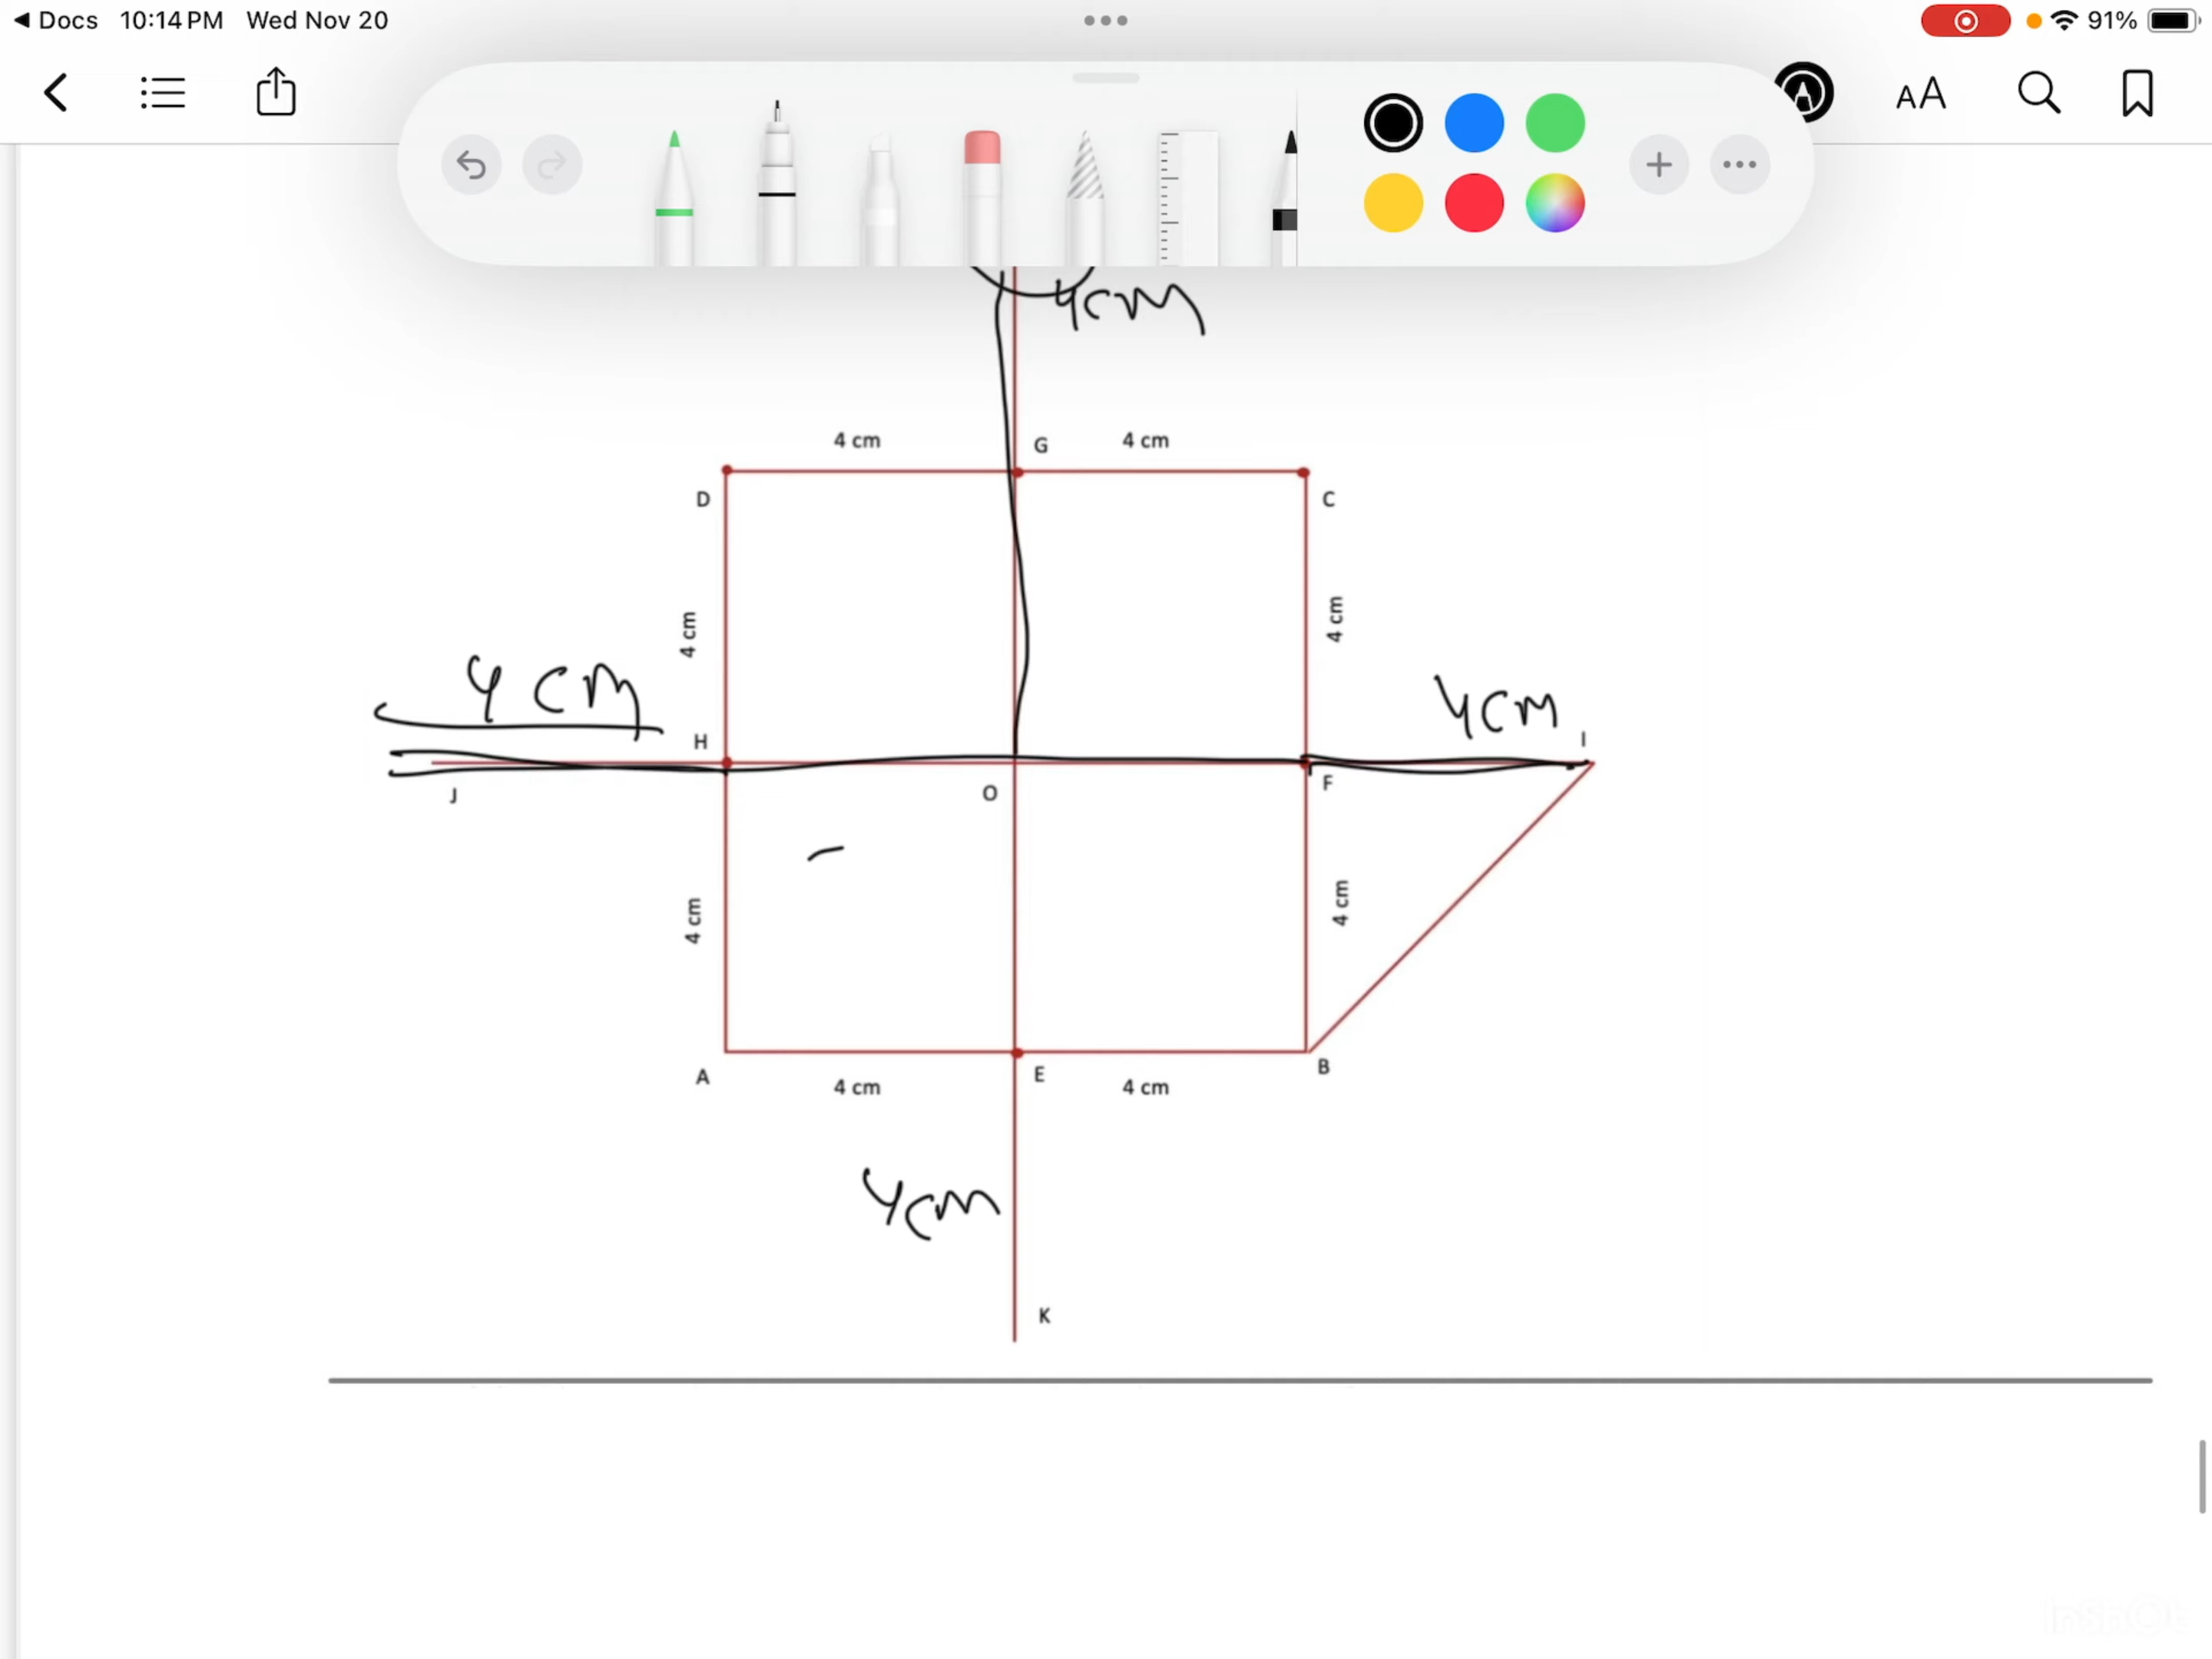 Docs 10:14 PM Wed Nov 20
91%
AA
4cm
4 cm G 4 cm
D C
4 cm 4 cm
4 cm 4cm
H I
J O F
4 cm 4 cm
A E B
4 cm 4 cm
4cm
K